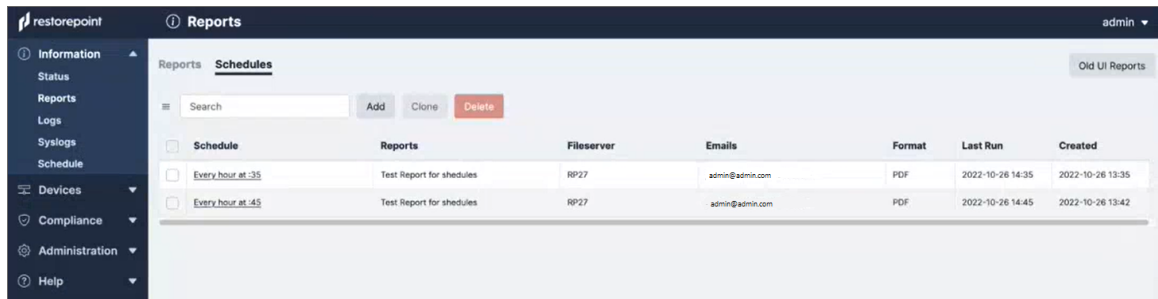 restorepoint
Reports
admin
Information
Status
Reports
Logs
Syslogs
Schedule
Devices
Compliance
Administration
Help
Reports Schedules
Old UI Reports
Search Add Clone Delete
Schedule Reports Fileserver Emails Format Last Run Created
Every hour at :35 Test Report for shedules RP27 admin@admin.com PDF 2022-10-26 14:35 2022-10-26 13:35
Every hour at :45 Test Report for shedules RP27 admin@admin.com PDF 2022-10-26 14:45 2022-10-26 13:42